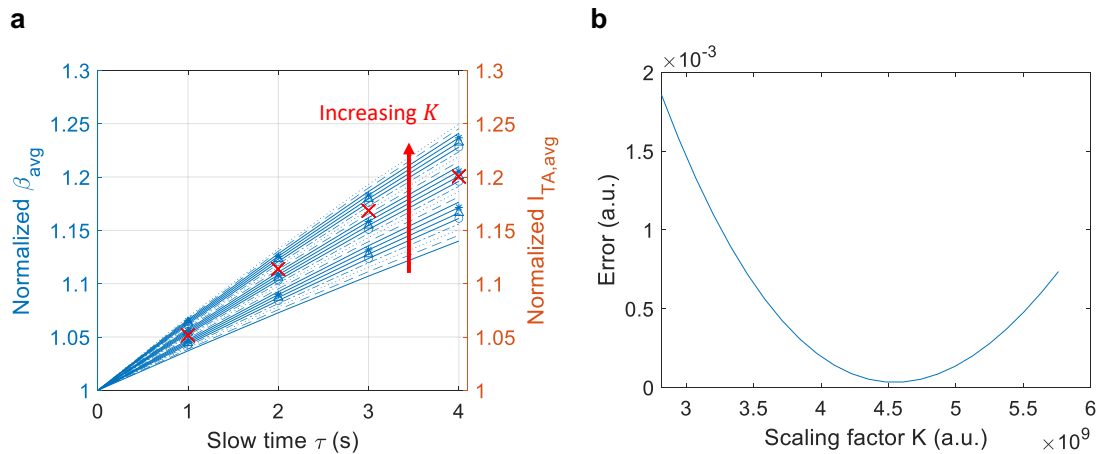 a
1.3
1.25
1.2
1.15
1.1
1.05
1
Normalized β_avg
Increasing K
1.3
1.25
1.2
1.15
1.1
1.05
1
Normalized I_TA,avg
0 1 2 3 4
Slow time τ (s)
b
×10⁻³
2
1.5
1
0.5
0
Error (a.u.)
3 3.5 4 4.5 5 5.5 6
Scaling factor K (a.u.)
×10⁹